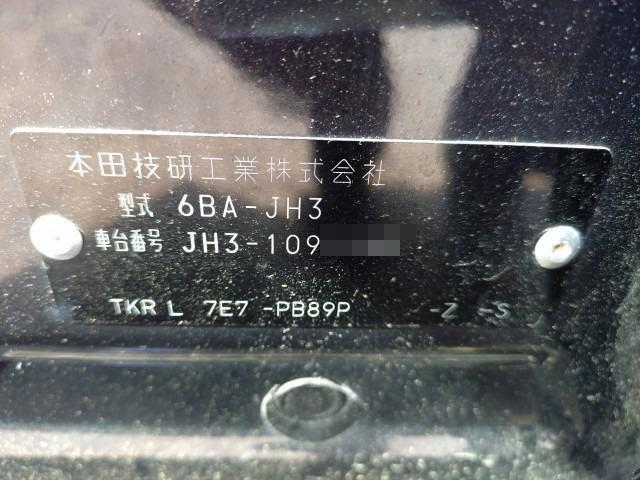 本田技研工業株式会社
型式 6BA-JH3
車台番号 JH3-109
TKR L 7E7 -PB89P -Z -S